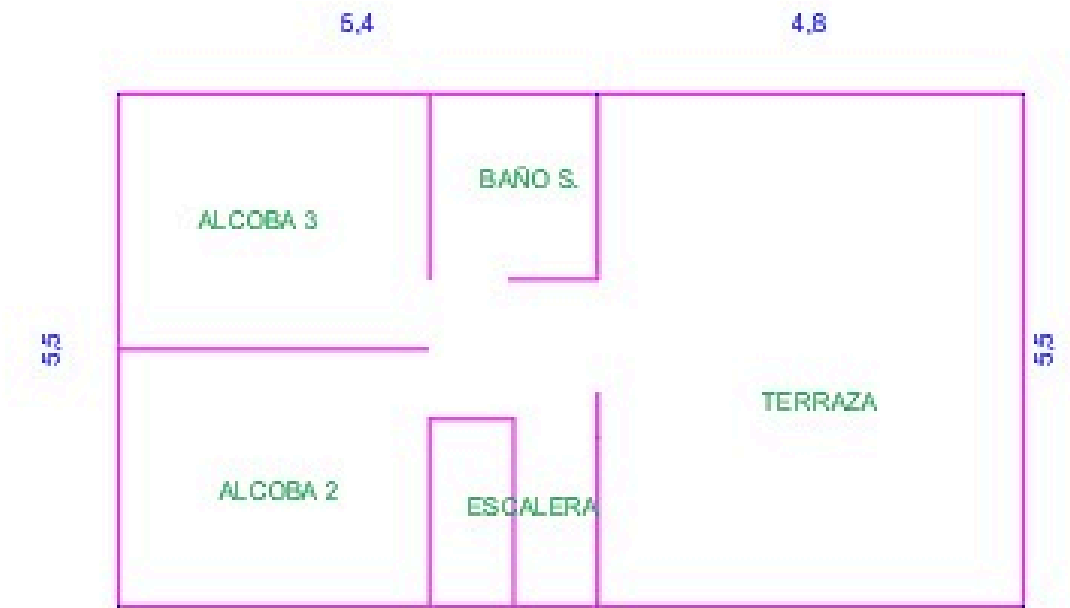 5,4
4,8
BAÑO S.
ALCOBA 3
5,5
5,5
TERRAZA
ALCOBA 2
ESCALERA